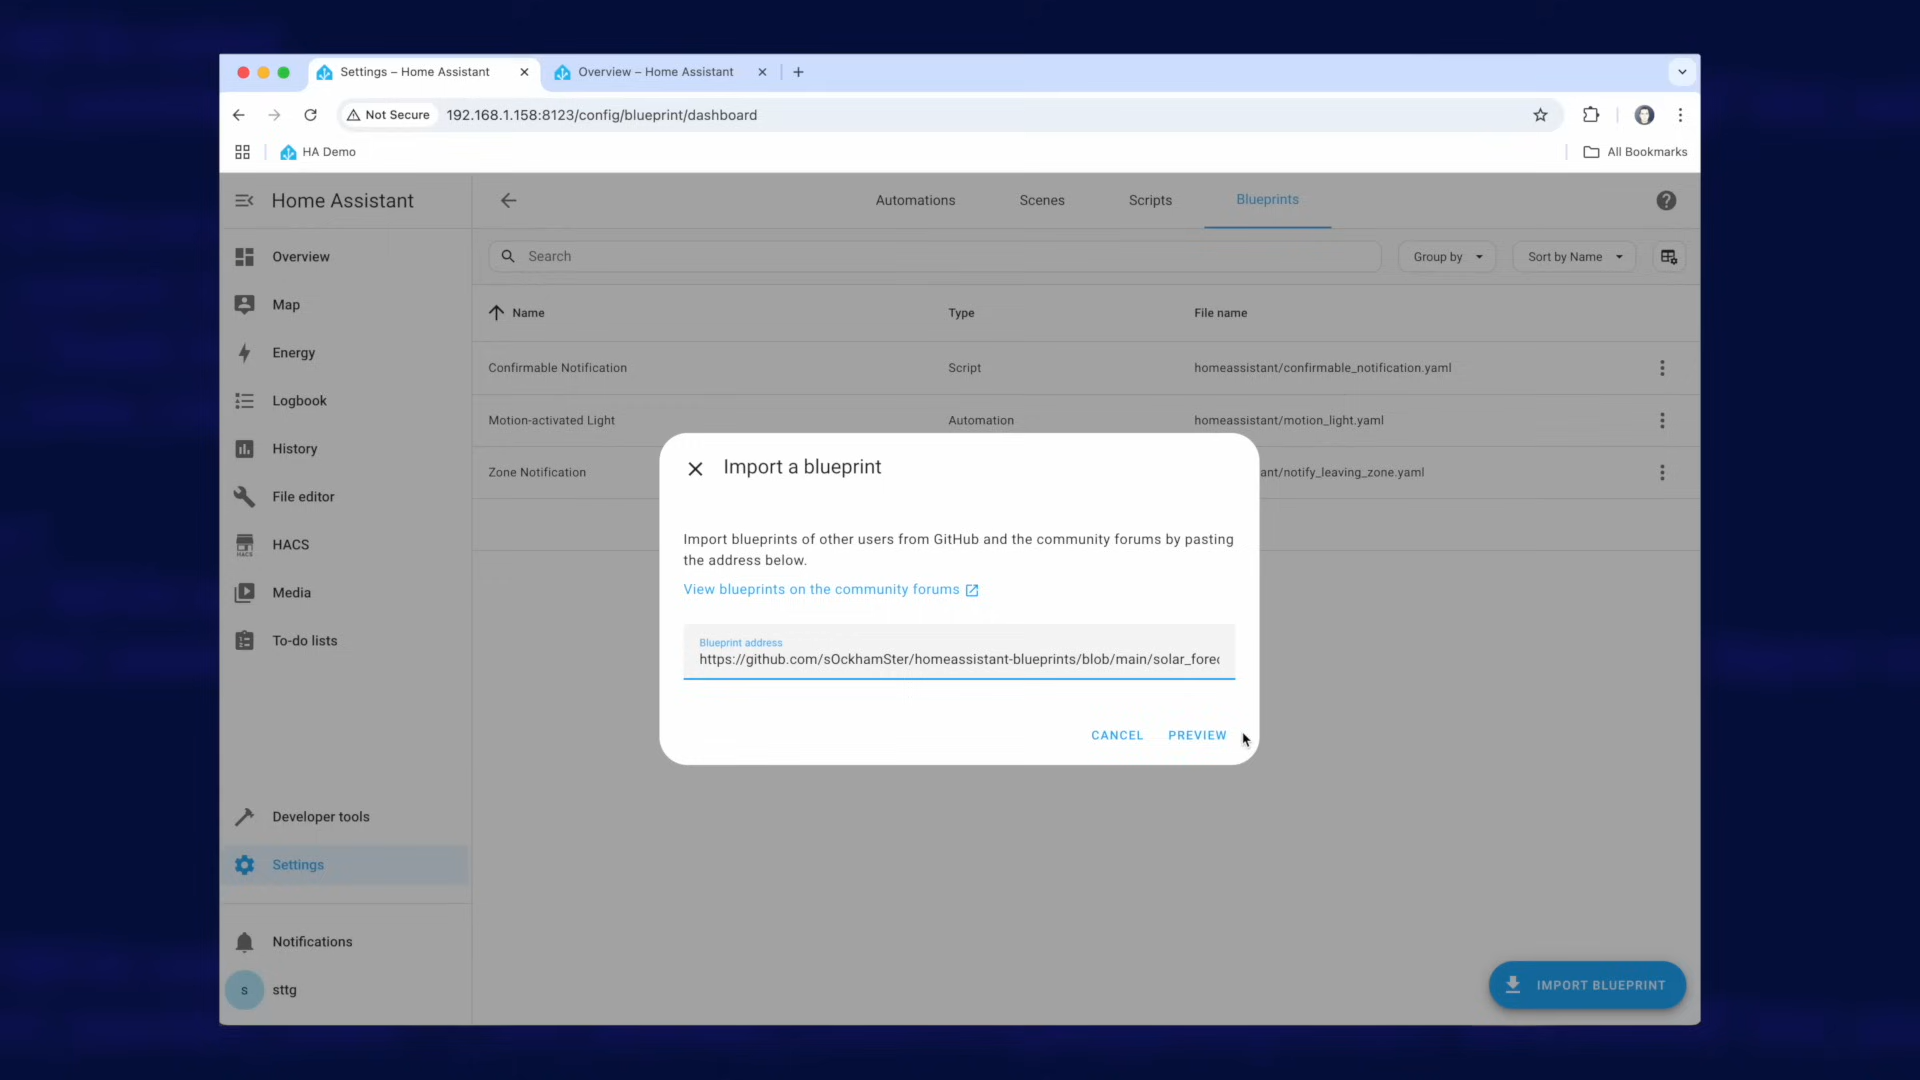 Settings – Home Assistant
Overview – Home Assistant
Not Secure
192.168.1.158:8123/config/blueprint/dashboard
HA Demo
All Bookmarks
Home Assistant
Automations
Scenes
Scripts
Blueprints
Overview
Map
Energy
Logbook
History
File editor
HACS
HACS
Media
To-do lists
Developer tools
Settings
Notifications
s
sttg
Search
Group by
Sort by Name
Name
Type
File name
Confirmable Notification
Script
homeassistant/confirmable_notification.yaml
Motion-activated Light
Automation
homeassistant/motion_light.yaml
Zone Notification
ant/notify_leaving_zone.yaml
Import a blueprint
Import blueprints of other users from GitHub and the community forums by pasting
the address below.
View blueprints on the community forums
Blueprint address
https://github.com/sOckhamSter/homeassistant-blueprints/blob/main/solar_fore
CANCEL
PREVIEW
IMPORT BLUEPRINT